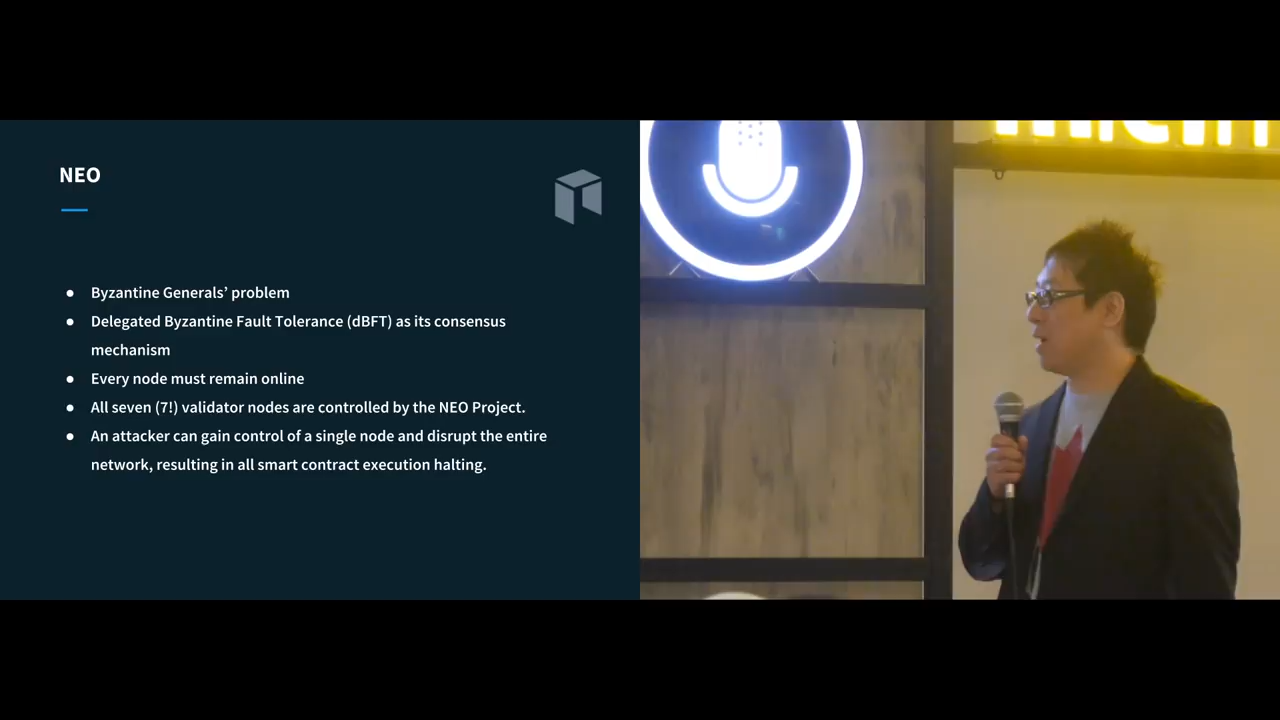 NEO
● Byzantine Generals’ problem
● Delegated Byzantine Fault Tolerance (dBFT) as its consensus
mechanism
● Every node must remain online
● All seven (7!) validator nodes are controlled by the NEO Project.
● An attacker can gain control of a single node and disrupt the entire
network, resulting in all smart contract execution halting.